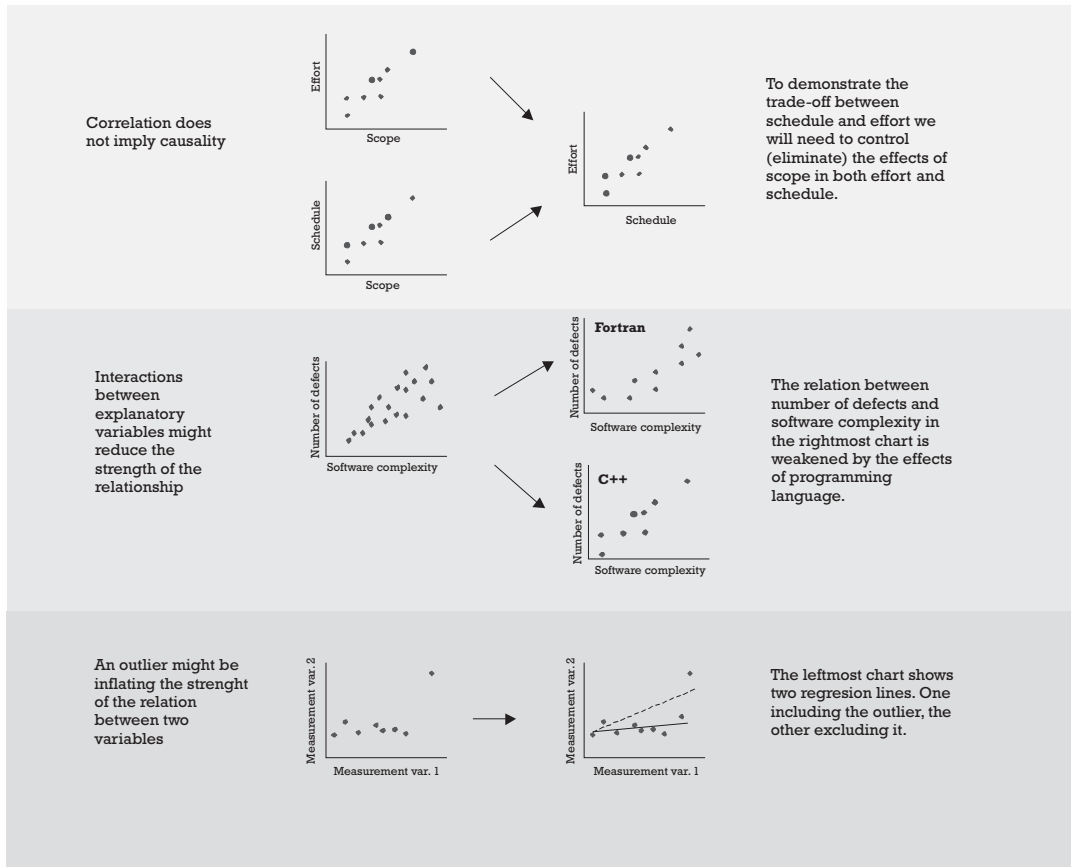 Correlation does
not imply causality
Effort
Scope
Schedule
Scope
Effort
Schedule
To demonstrate the
trade-off between
schedule and effort we
will need to control
(eliminate) the effects of
scope in both effort and
schedule.
Interactions
between
explanatory
variables might
reduce the
strength of the
relationship
Number of defects
Software complexity
Fortran
Number of defects
Software complexity
C++
Number of defects
Software complexity
The relation between
number of defects and
software complexity in
the rightmost chart is
weakened by the effects
of programming
language.
An outlier might be
inflating the strenght
of the relation
between two
variables
Measurement var. 2
Measurement var. 1
Measurement var. 2
Measurement var. 1
The leftmost chart shows
two regresion lines. One
including the outlier, the
other excluding it.